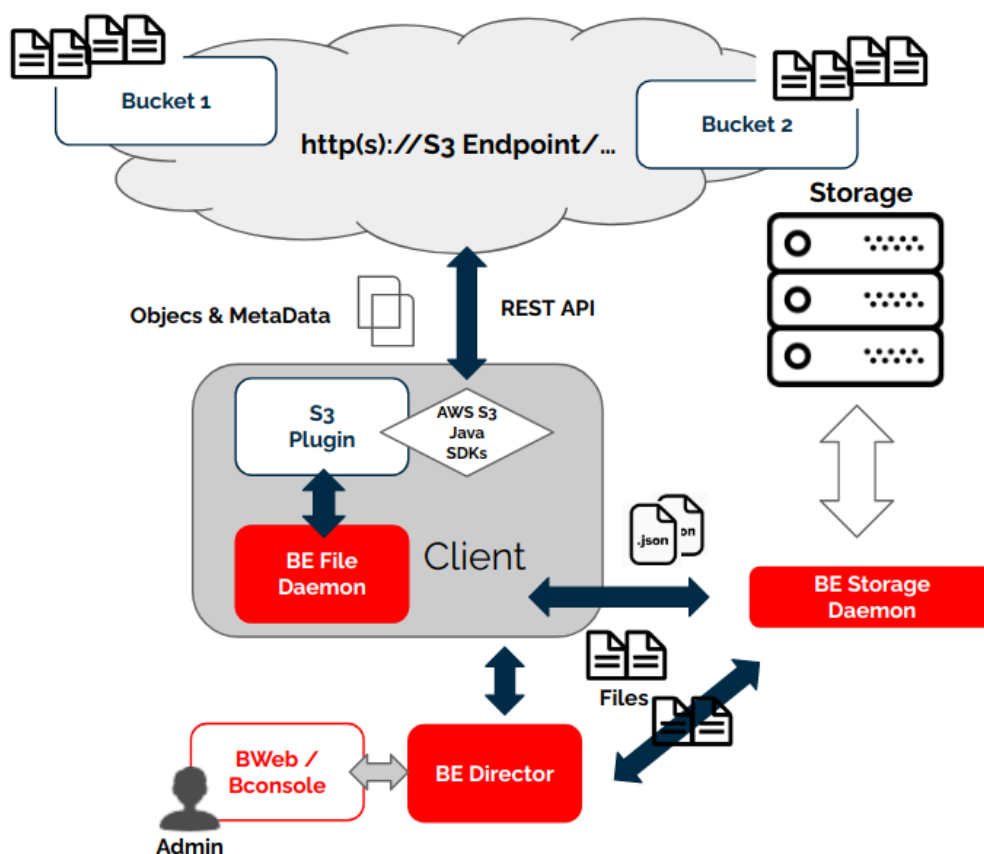 Bucket 1
Bucket 2
http(s)://S3 Endpoint/...
Storage
Objecs & MetaData
REST API
S3
Plugin
AWS S3
Java
SDKs
BE File
Daemon
Client
.json
on
BE Storage
Daemon
Files
BWeb /
Bconsole
BE Director
Admin